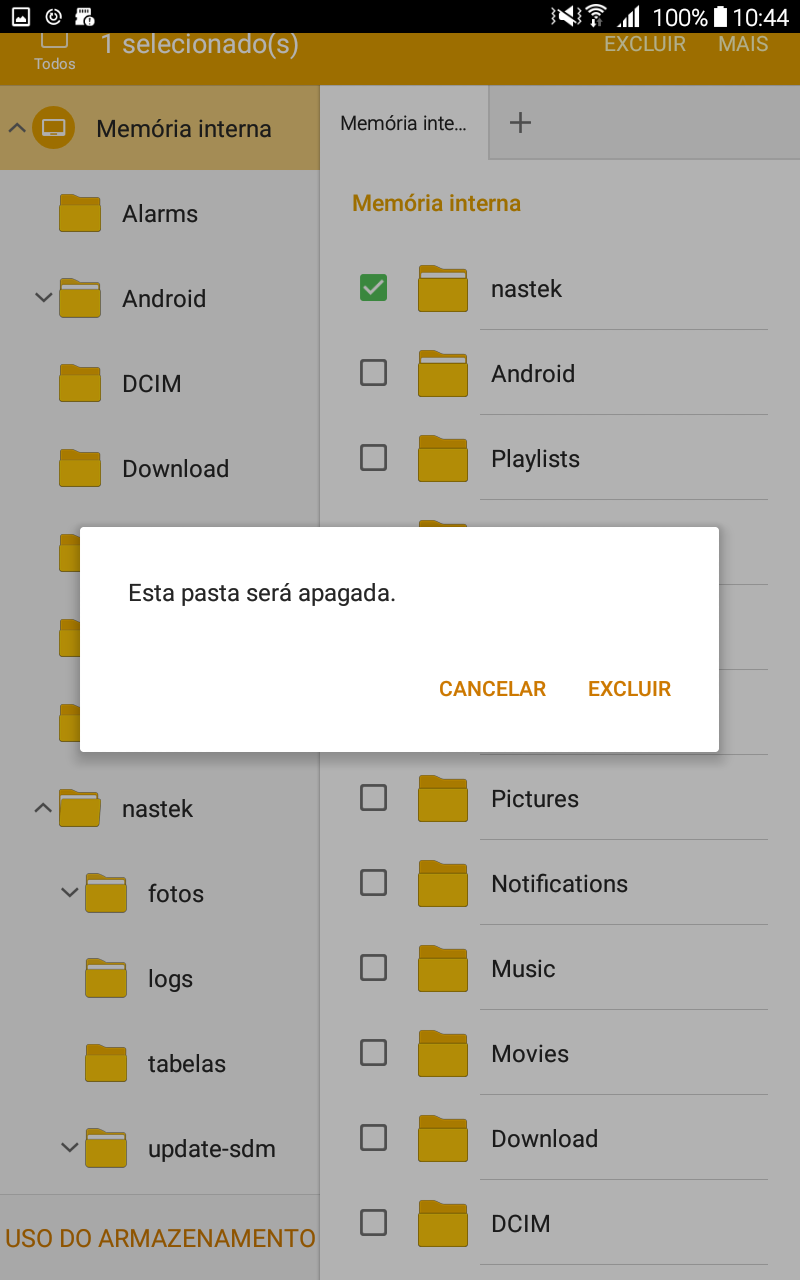 100% 10:44
Todos
1 selecionado(s)
EXCLUIR
MAIS
Memória interna
Alarms
Android
DCIM
Download
nastek
fotos
logs
tabelas
update-sdm
USO DO ARMAZENAMENTO
Memória inte...
Memória interna
nastek
Android
Playlists
Esta pasta será apagada.
CANCELAR
EXCLUIR
Pictures
Notifications
Music
Movies
Download
DCIM